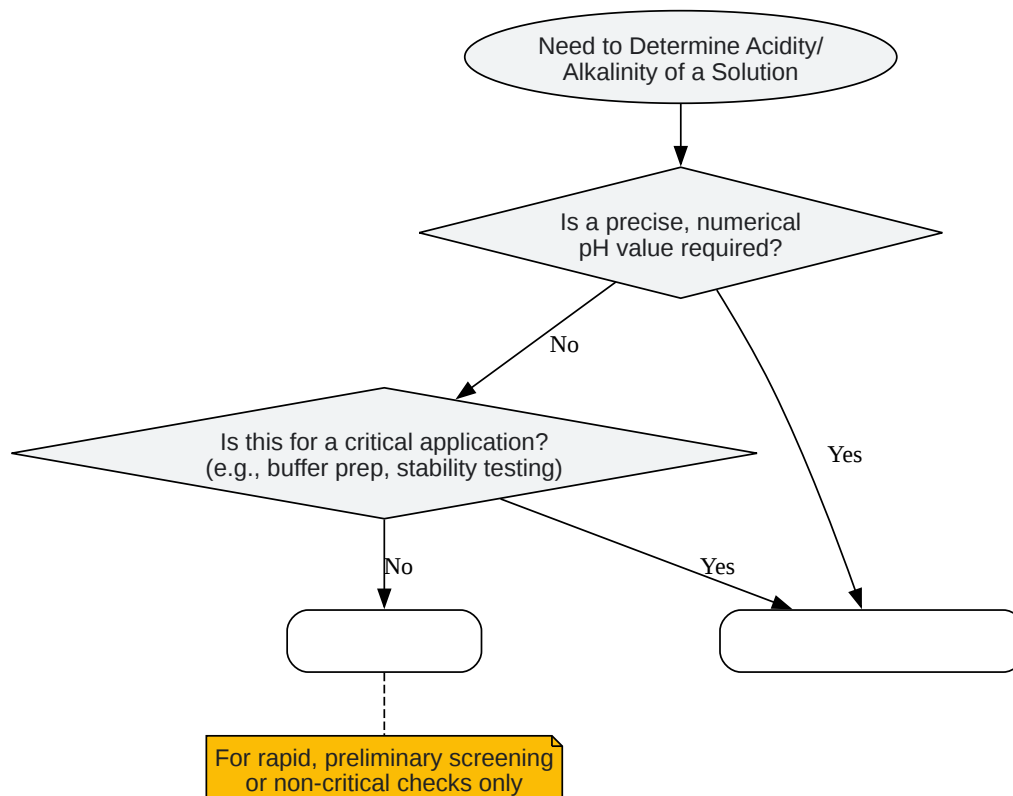 Need to Determine Acidity/
Alkalinity of a Solution
Is a precise, numerical
pH value required?
No
Is this for a critical application?
(e.g., buffer prep, stability testing)
Yes
No
Yes
For rapid, preliminary screening
or non-critical checks only